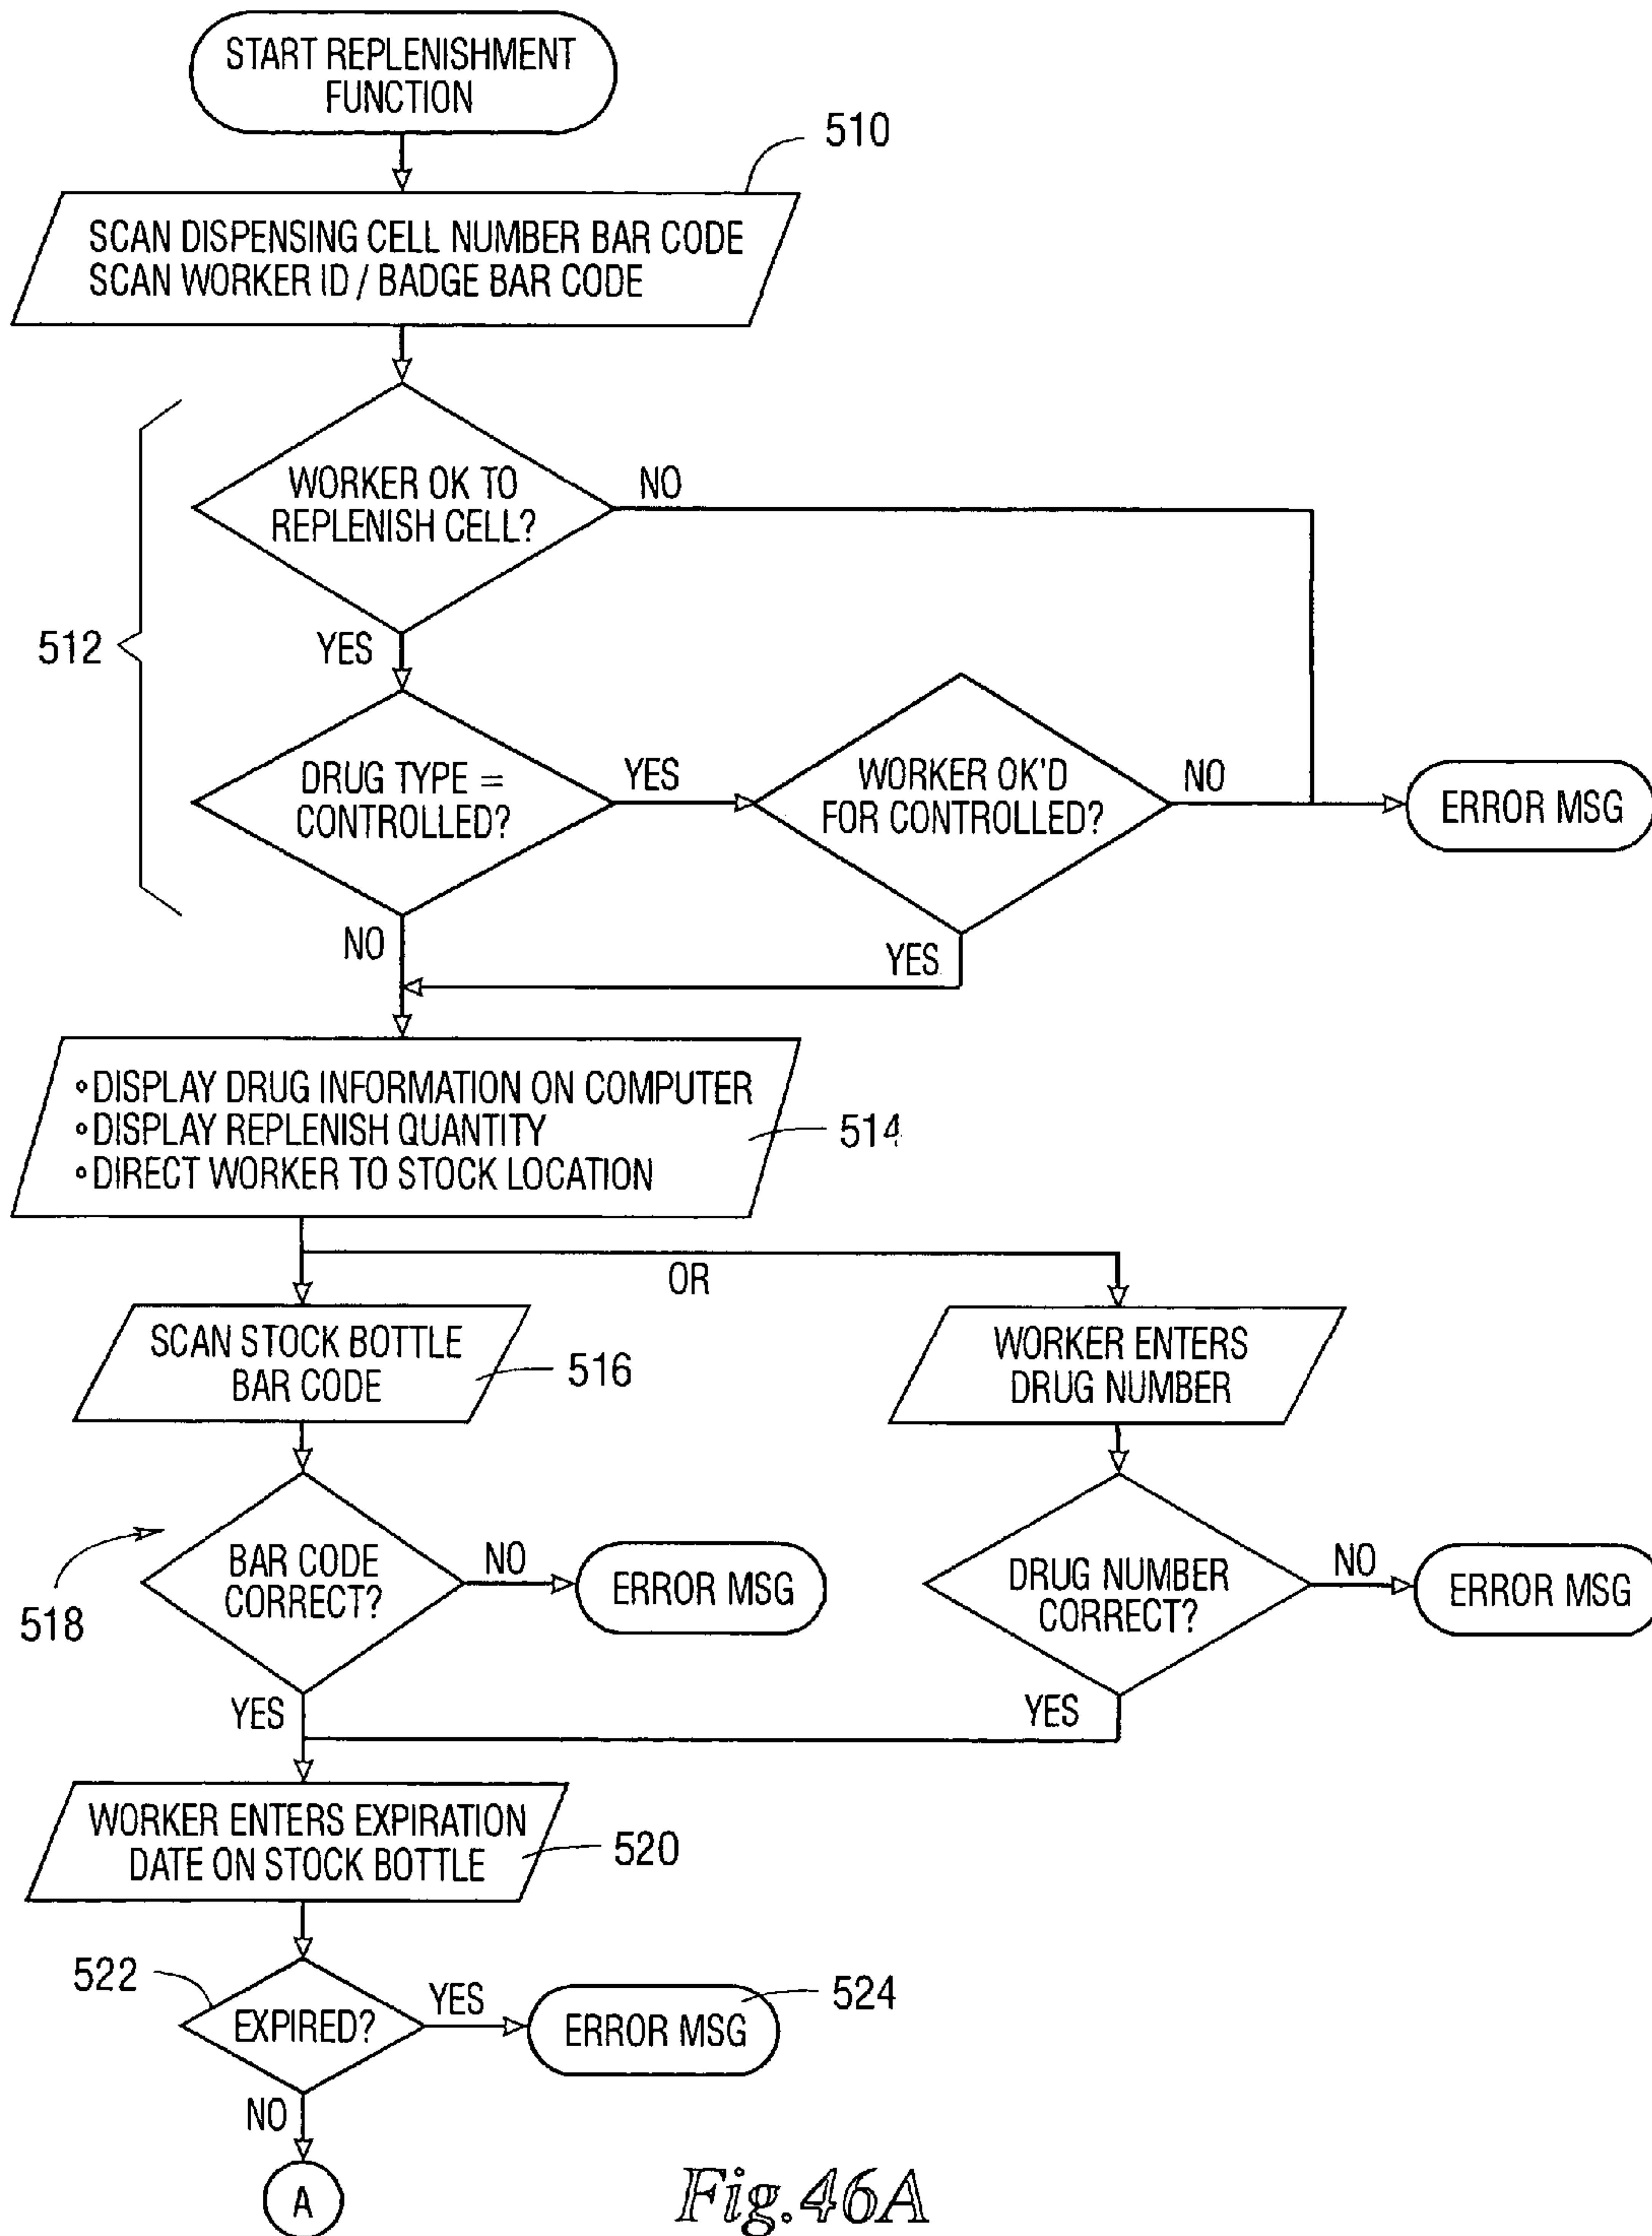 START REPLENISHMENT
FUNCTION
510
SCAN DISPENSING CELL NUMBER BAR CODE
SCAN WORKER ID / BADGE BAR CODE
WORKER OK TO
REPLENISH CELL?
NO
512
YES
DRUG TYPE =
CONTROLLED?
YES
WORKER OK'D
FOR CONTROLLED?
NO
ERROR MSG
NO
YES
∘DISPLAY DRUG INFORMATION ON COMPUTER
∘DISPLAY REPLENISH QUANTITY
∘DIRECT WORKER TO STOCK LOCATION
514
OR
SCAN STOCK BOTTLE
BAR CODE
516
WORKER ENTERS
DRUG NUMBER
518
BAR CODE
CORRECT?
NO
ERROR MSG
DRUG NUMBER
CORRECT?
NO
ERROR MSG
YES
YES
WORKER ENTERS EXPIRATION
DATE ON STOCK BOTTLE
520
522
EXPIRED?
YES
ERROR MSG
524
NO
A
Fig.46A